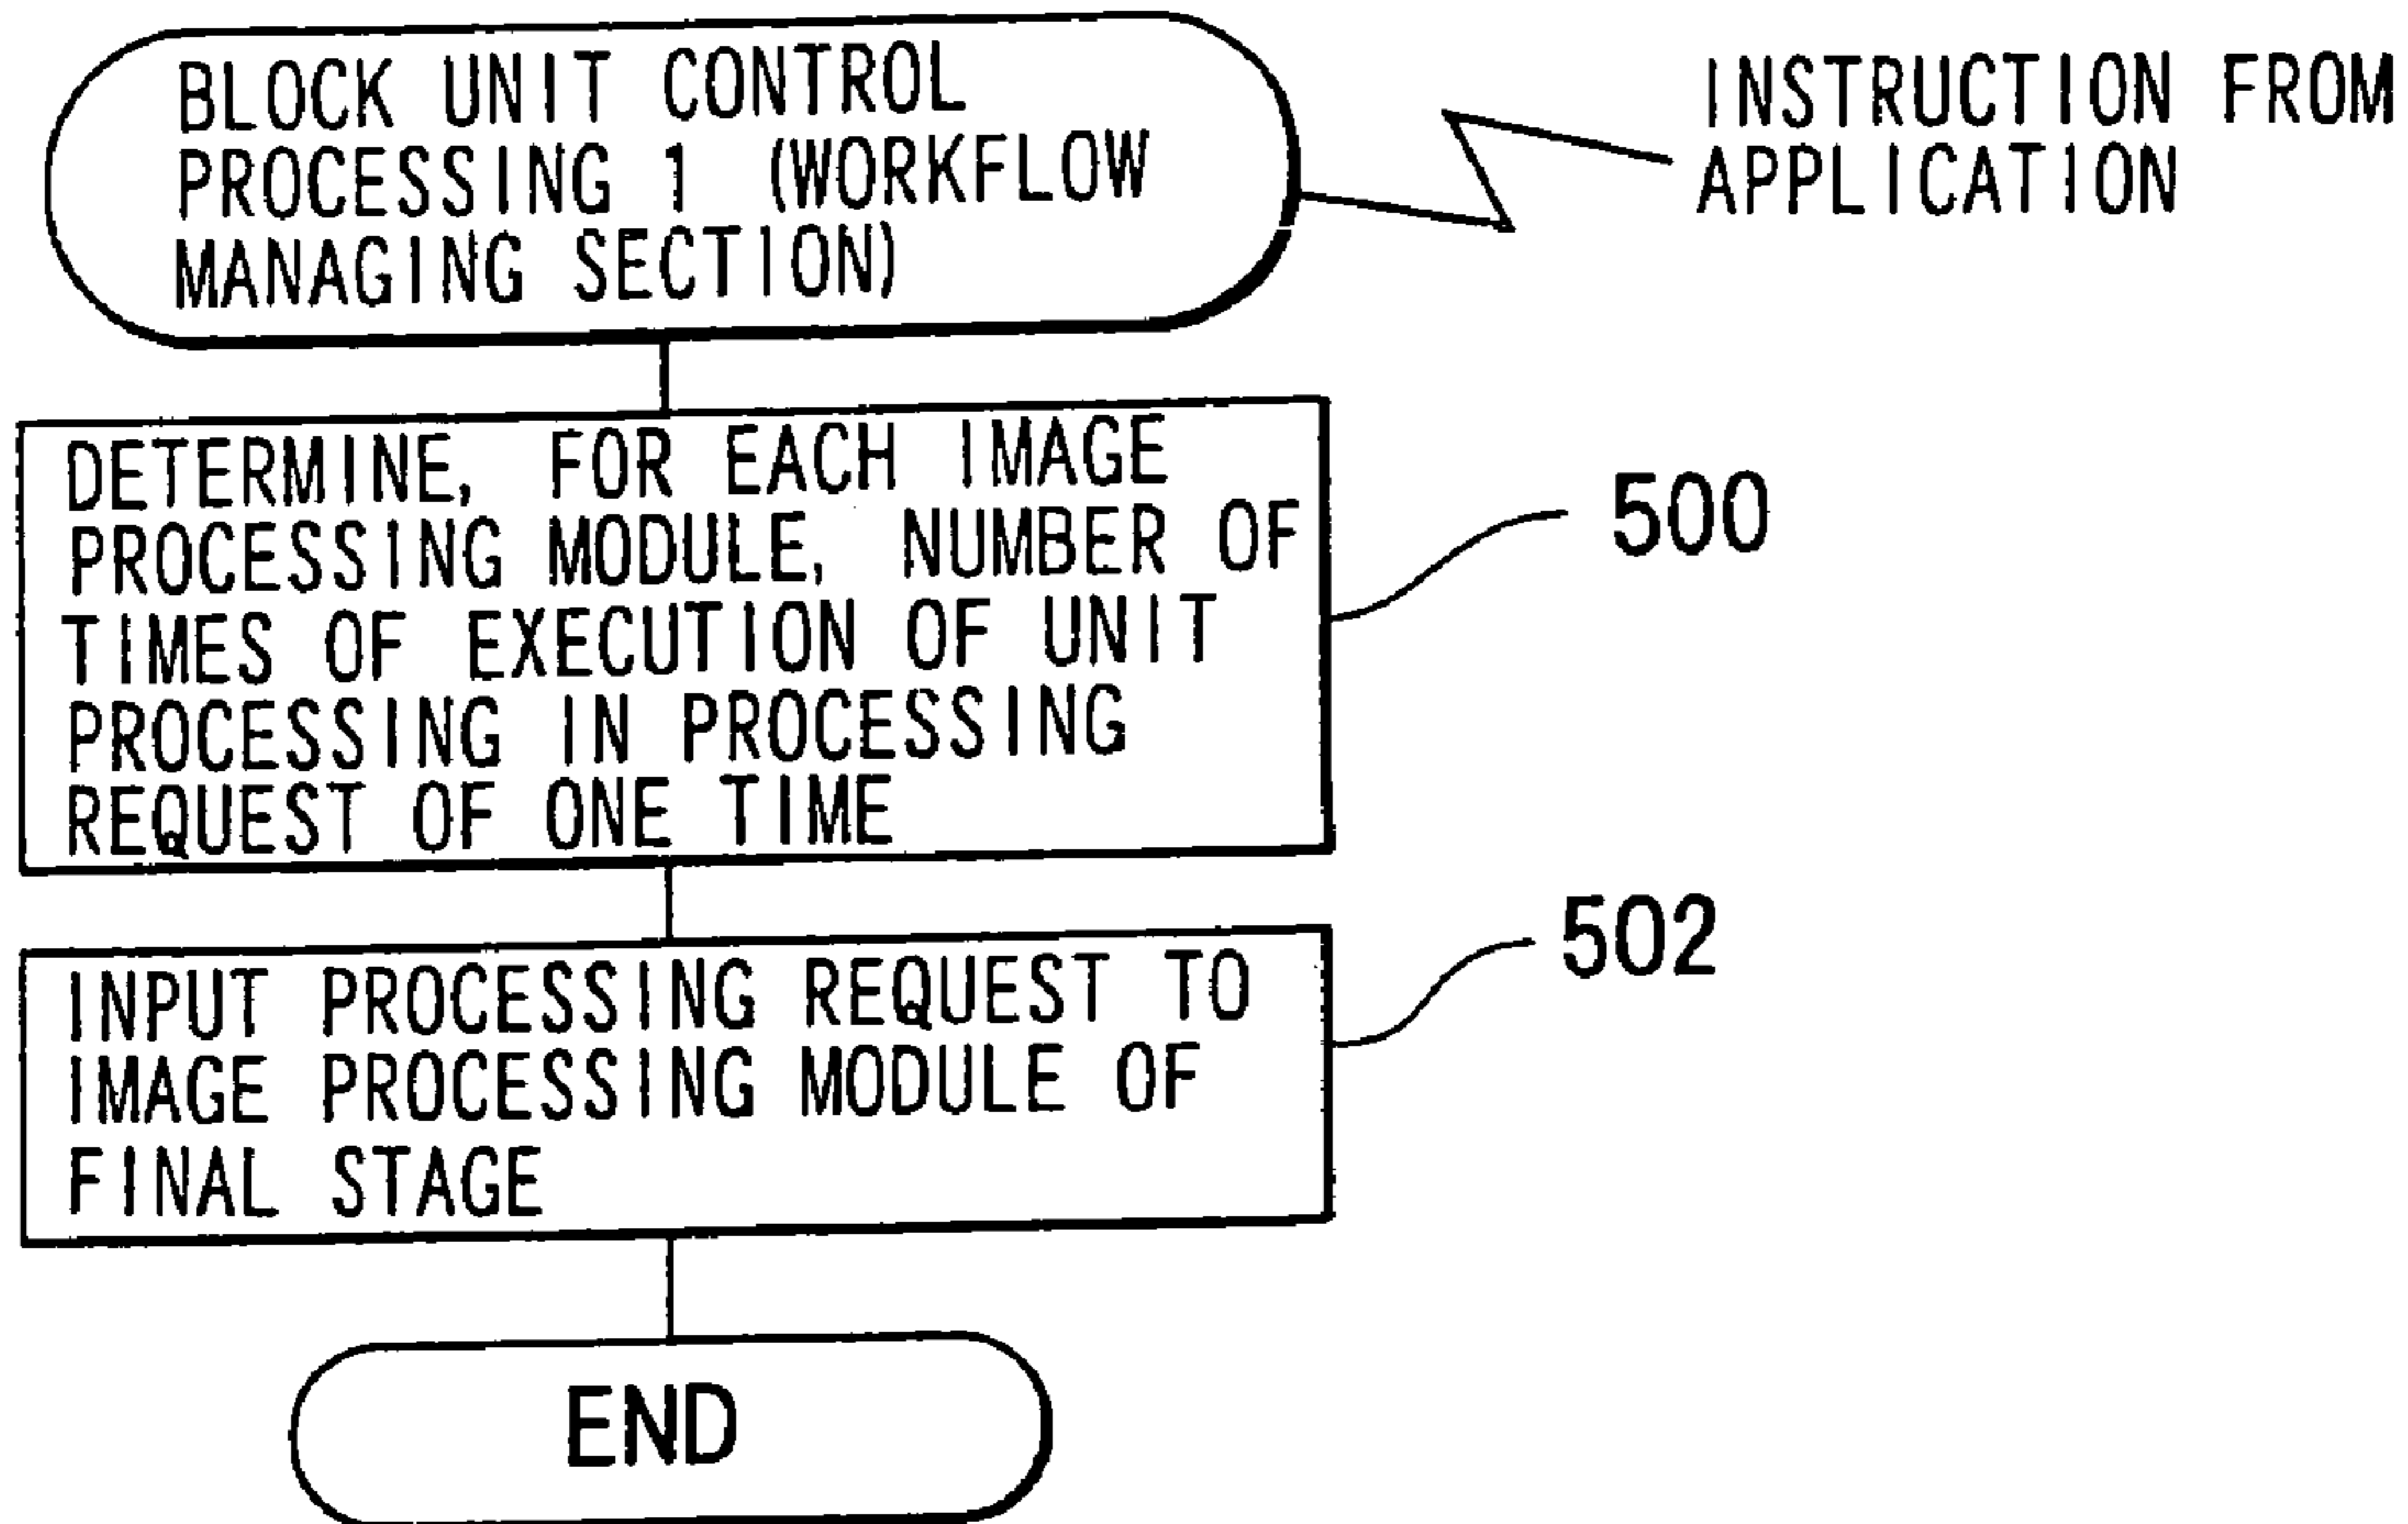 BLOCK UNIT CONTROL
PROCESSING 1 (WORKFLOW
MANAGING SECTION)
INSTRUCTION FROM
APPLICATION
DETERMINE, FOR EACH IMAGE
PROCESSING MODULE, NUMBER OF
TIMES OF EXECUTION OF UNIT
PROCESSING IN PROCESSING
REQUEST OF ONE TIME
500
INPUT PROCESSING REQUEST TO
IMAGE PROCESSING MODULE OF
FINAL STAGE
502
END